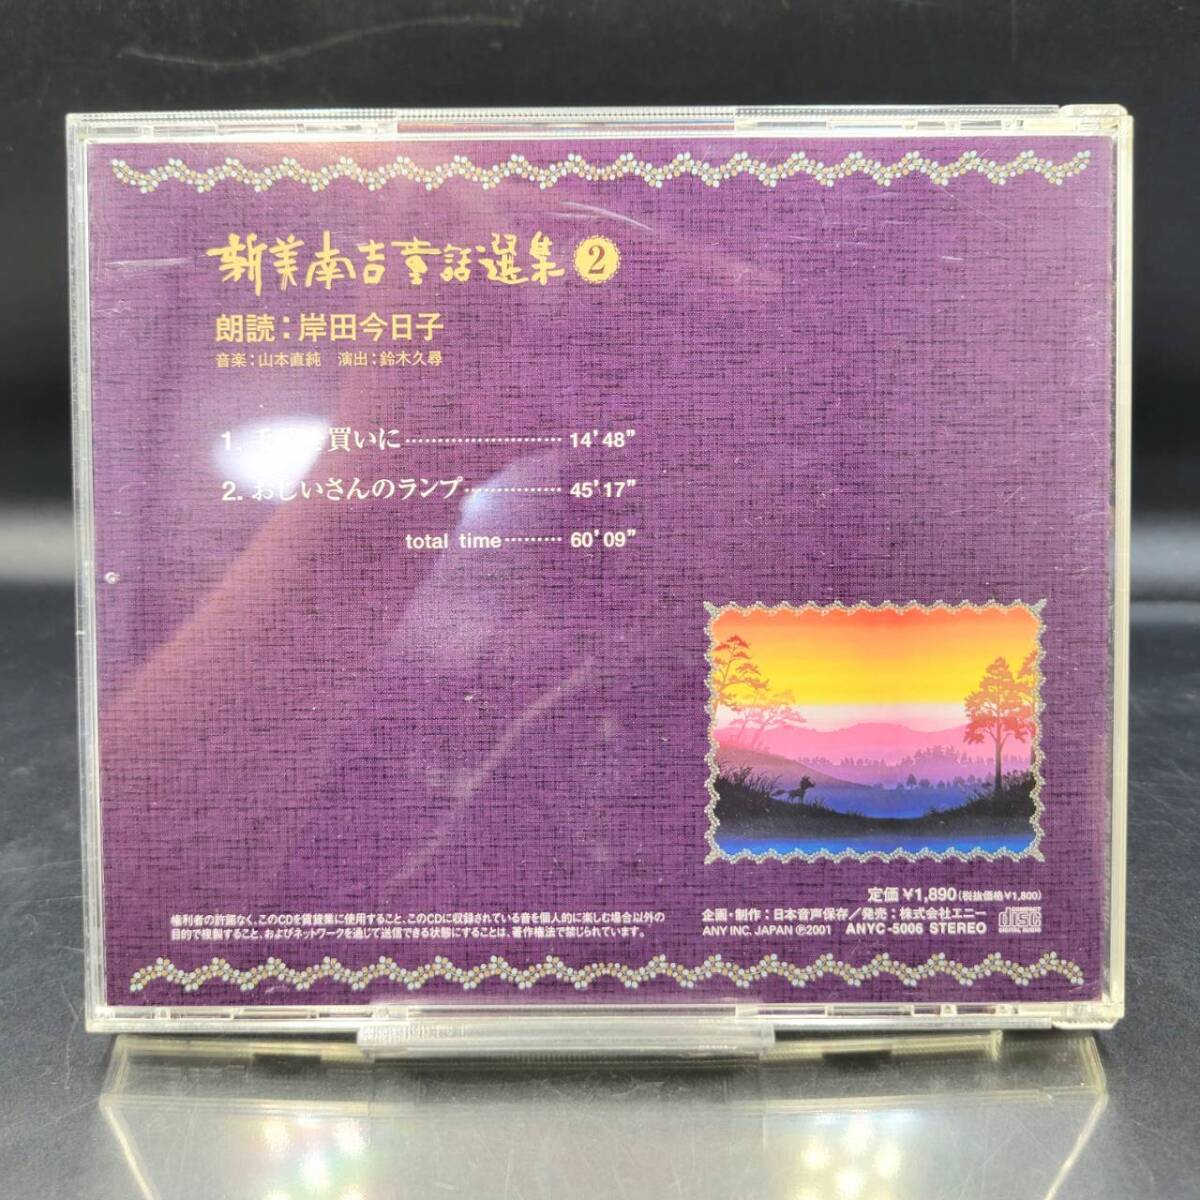 新美南吉童話選集 2
朗読：岸田今日子
音楽：山本直純 演出：鈴木久尋
1. 買いに……………………… 14'48"
2. おじいさんのランプ…………… 45'17"
total time……… 60'09"
定価 ¥1,890（税抜価格¥1,800）
権利者の許諾なく、このCDを賃貸業に使用すること、このCDに収録されている音を個人的に楽しむ場合以外の
目的で複製すること、およびネットワークを通じて送信できる状態にすることは、著作権法で禁じられています。
企画・制作：日本音声保存／発売：株式会社エニー
ANY INC. JAPAN ℗2001 ANYC-5006 STEREO
COMPACT
disc
DIGITAL AUDIO